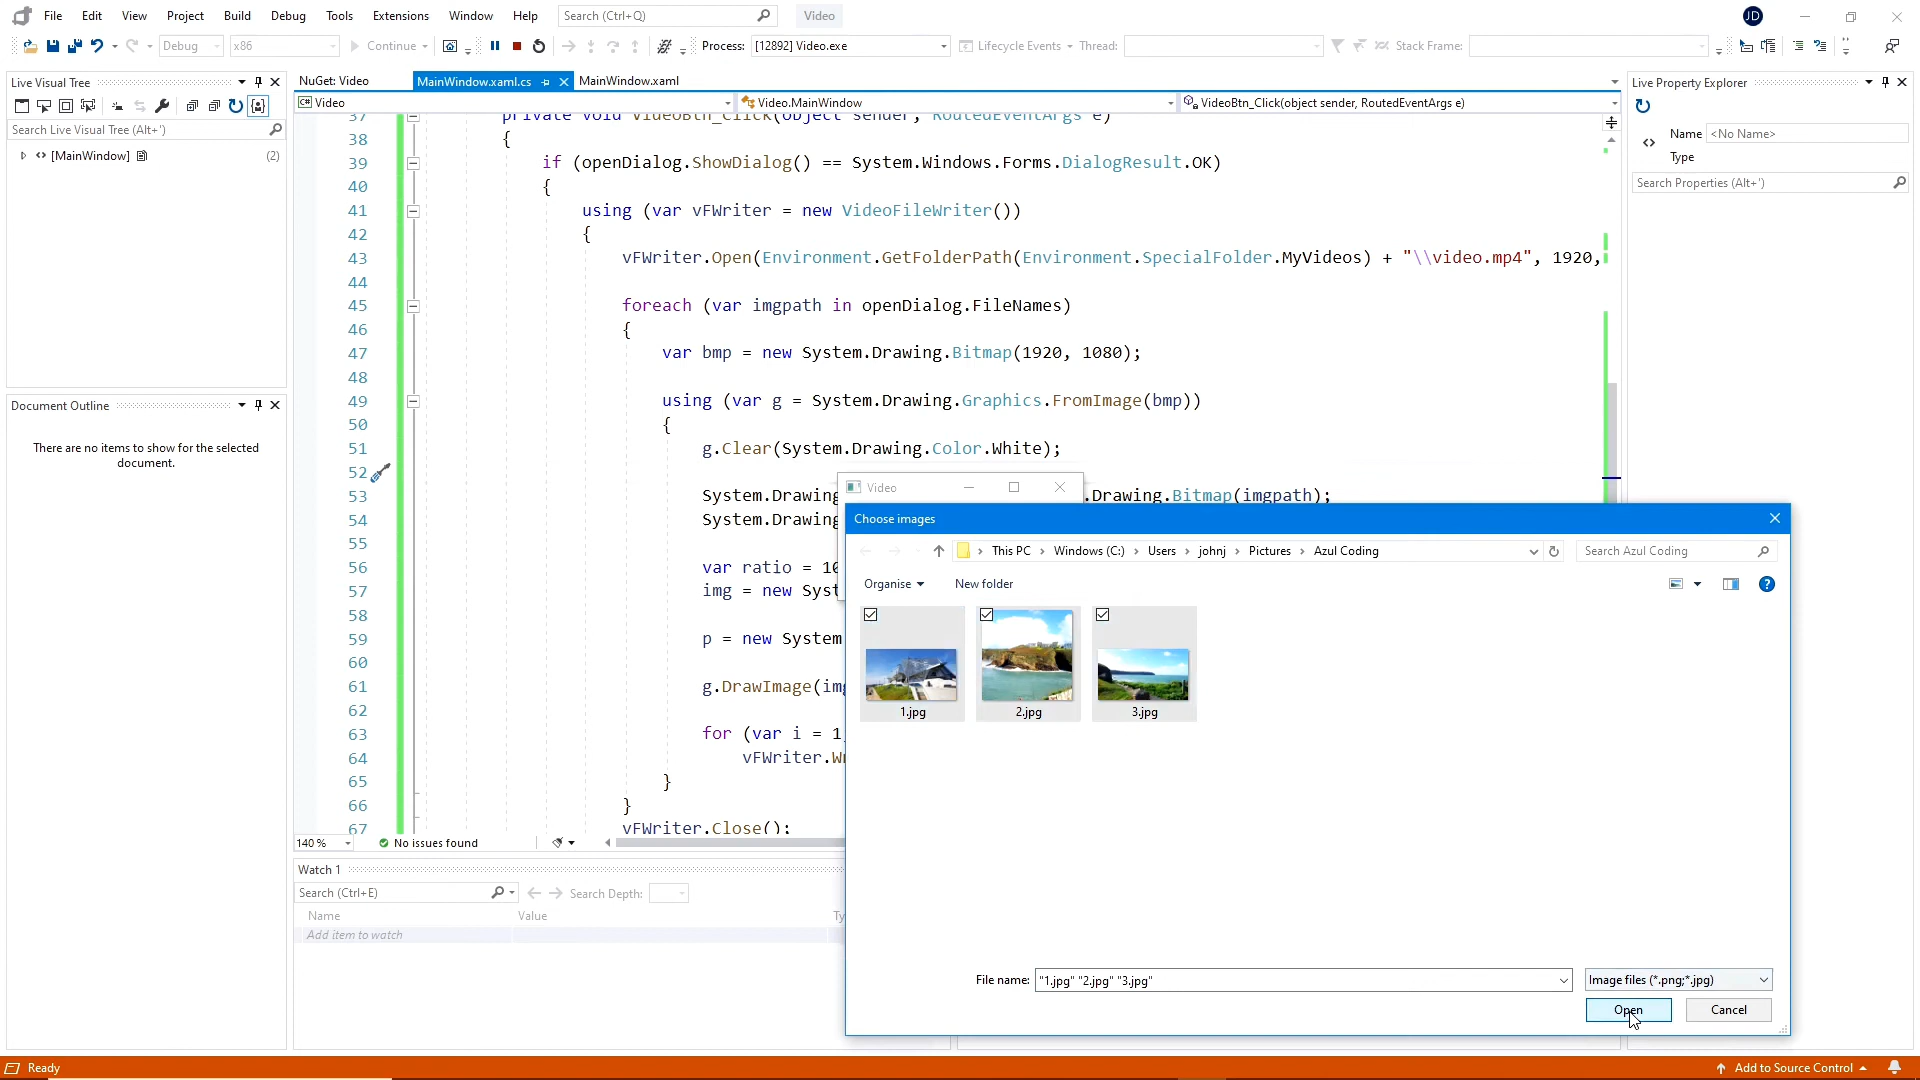 File Edit View Project Build Debug Tools Extensions Window Help Search (Ctrl+Q) Video JD
Debug x86 Continue Process: [12892] Video.exe Lifecycle Events Thread: Stack Frame:
Live Visual Tree
Search Live Visual Tree (Alt+')
[MainWindow] (2)
Document Outline
There are no items to show for the selected
document.
NuGet: Video MainWindow.xaml.cs MainWindow.xaml
Video Video.MainWindow VideoBtn_Click(object sender, RoutedEventArgs e)
37 private void VideoBtn_Click(object sender, RoutedEventArgs e)
38 {
39 if (openDialog.ShowDialog() == System.Windows.Forms.DialogResult.OK)
40 {
41 using (var vFWriter = new VideoFileWriter())
42 {
43 vFWriter.Open(Environment.GetFolderPath(Environment.SpecialFolder.MyVideos) + "\\video.mp4", 1920,
44
45 foreach (var imgpath in openDialog.FileNames)
46 {
47 var bmp = new System.Drawing.Bitmap(1920, 1080);
48
49 using (var g = System.Drawing.Graphics.FromImage(bmp))
50 {
51 g.Clear(System.Drawing.Color.White);
52
53 System.Drawing .Drawing.Bitmap(imgpath);
54 System.Drawing
55
56 var ratio = 10
57 img = new Syst
58
59 p = new System
60
61 g.DrawImage(im
62
63 for (var i = 1
64 vFWriter.W
65 }
66 }
67 vFWriter.Close();
140 % No issues found
Watch 1
Search (Ctrl+E) Search Depth:
Name Value Ty
Add item to watch
Video
Choose images
This PC Windows (C:) Users johnj Pictures Azul Coding Search Azul Coding
Organise New folder
1.jpg 2.jpg 3.jpg
File name: "1.jpg" "2.jpg" "3.jpg" Image files (*.png;*.jpg)
Open Cancel
Live Property Explorer
Name <No Name>
Type
Search Properties (Alt+')
Ready Add to Source Control